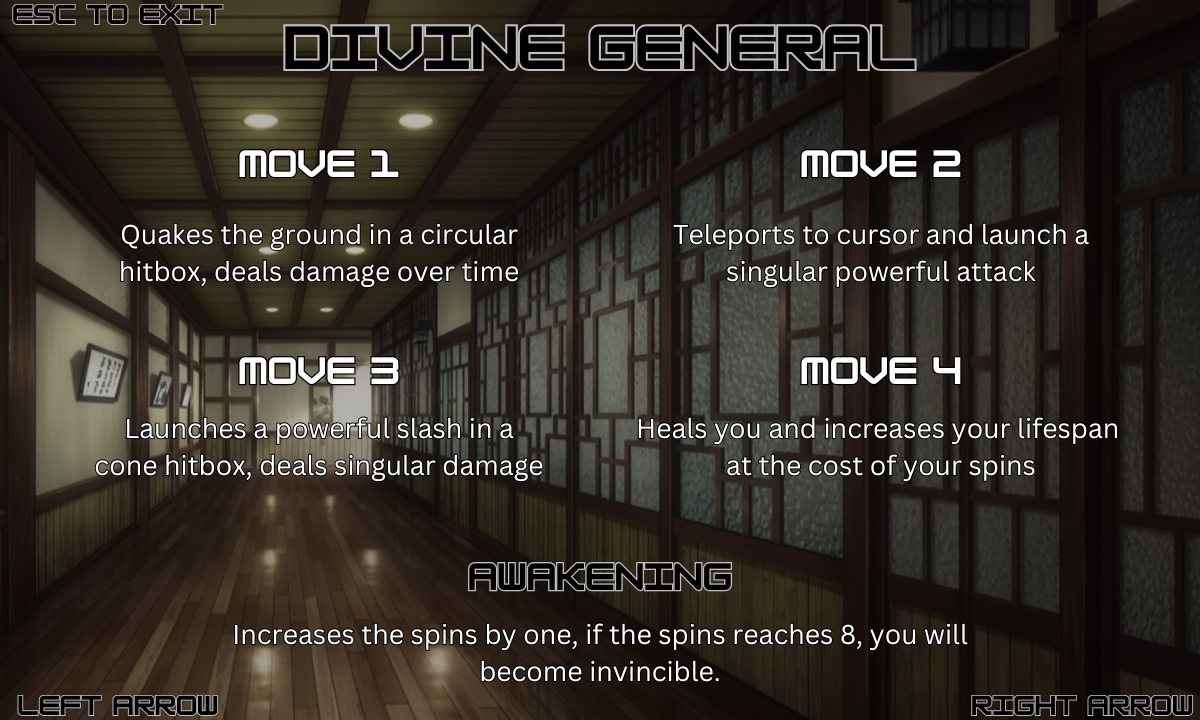 ESC TO EXIT
DIVINE GENERAL
MOVE 1
Quakes the ground in a circular
hitbox, deals damage over time
MOVE 2
Teleports to cursor and launch a
singular powerful attack
MOVE 3
Launches a powerful slash in a
cone hitbox, deals singular damage
MOVE 4
Heals you and increases your lifespan
at the cost of your spins
AWAKENING
Increases the spins by one, if the spins reaches 8, you will
become invincible.
LEFT ARROW
RIGHT ARROW